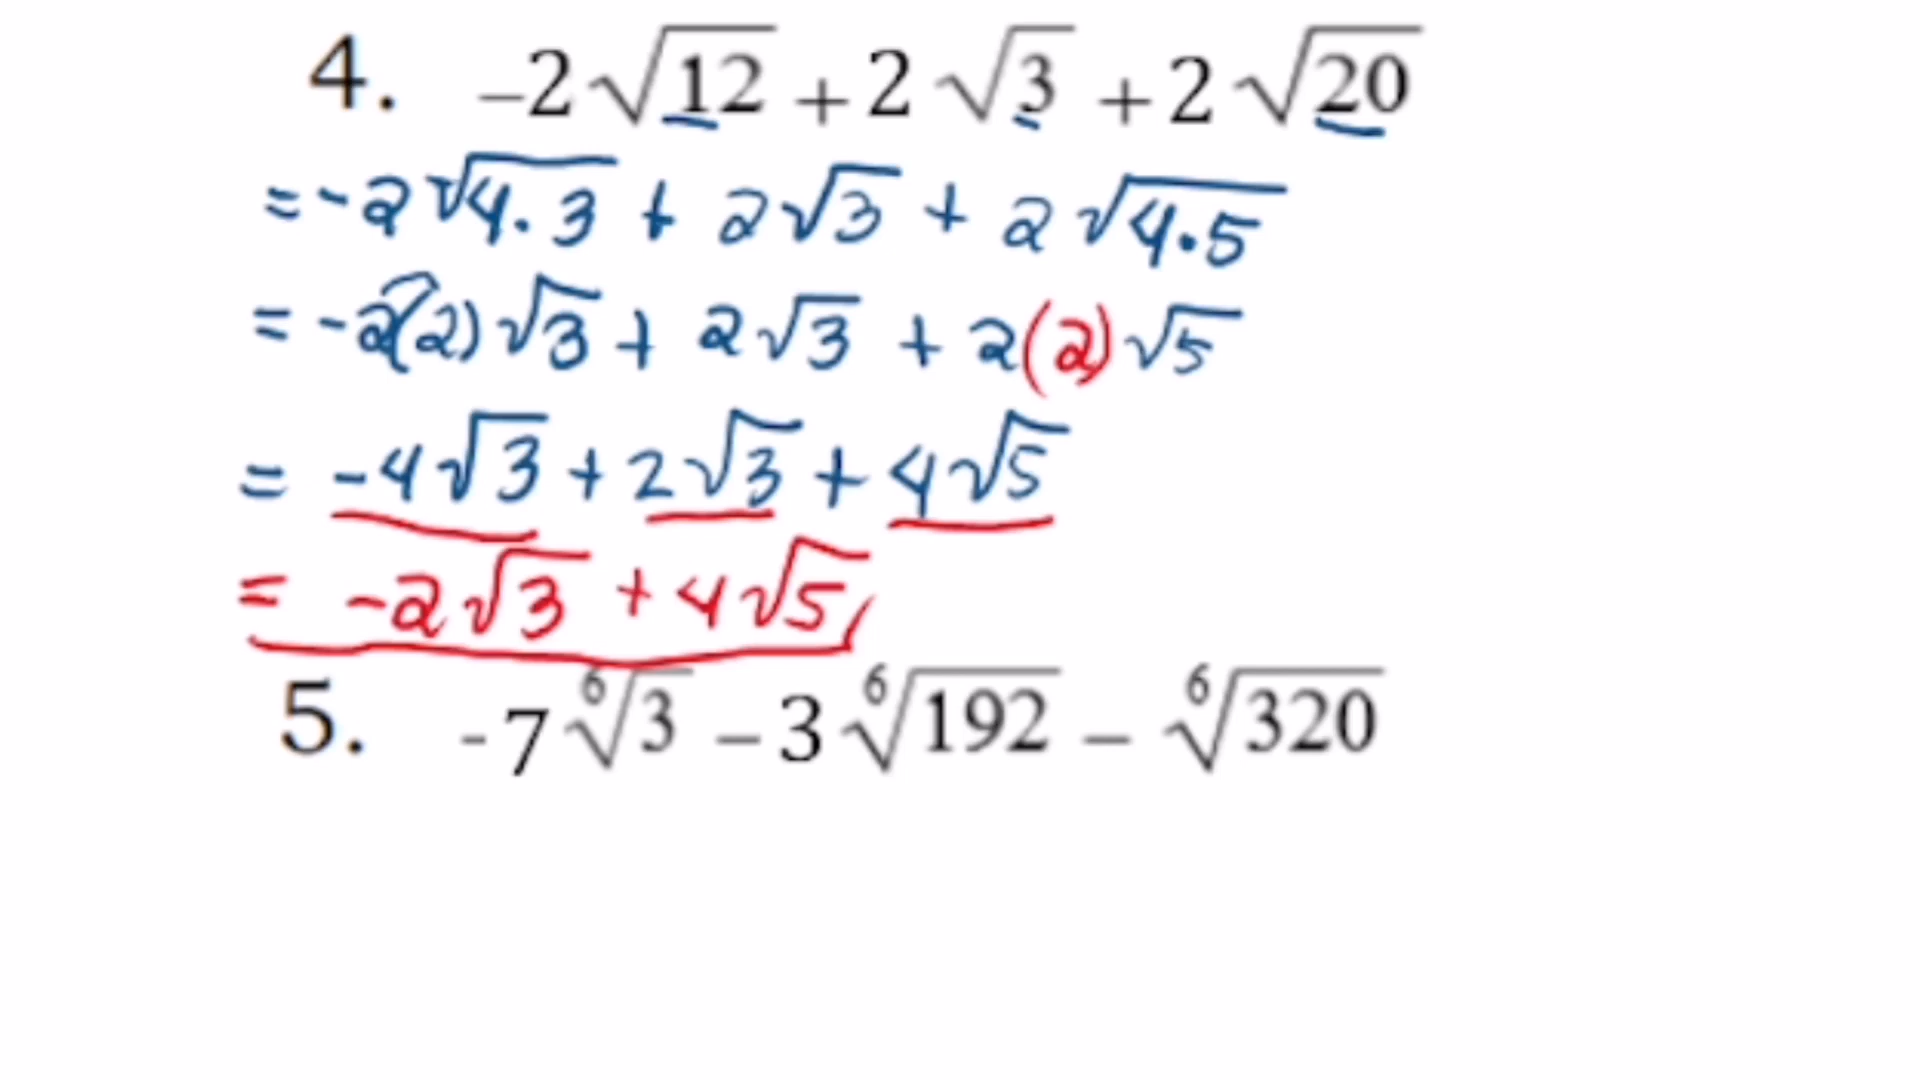 4. -2√12 + 2√3 + 2√20
= -2√4·3 + 2√3 + 2√4·5
= -2(2)√3 + 2√3 + 2(2)√5
= -4√3 + 2√3 + 4√5
= -2√3 + 4√5
5. -7⁶√3 - 3⁶√192 - ⁶√320